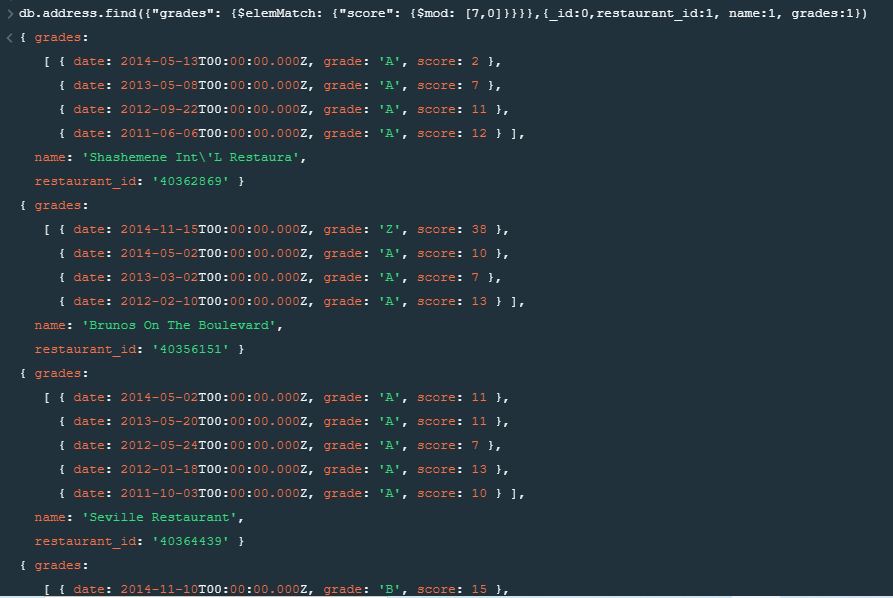 > db.address.find({"grades": {$elemMatch: {"score": {$mod: [7,0]}}}},{_id:0,restaurant_id:1, name:1, grades:1})
< { grades:
[ { date: 2014-05-13T00:00:00.000Z, grade: 'A', score: 2 },
{ date: 2013-05-08T00:00:00.000Z, grade: 'A', score: 7 },
{ date: 2012-09-22T00:00:00.000Z, grade: 'A', score: 11 },
{ date: 2011-06-06T00:00:00.000Z, grade: 'A', score: 12 } ],
name: 'Shashemene Int\'L Restaura',
restaurant_id: '40362869' }
{ grades:
[ { date: 2014-11-15T00:00:00.000Z, grade: 'Z', score: 38 },
{ date: 2014-05-02T00:00:00.000Z, grade: 'A', score: 10 },
{ date: 2013-03-02T00:00:00.000Z, grade: 'A', score: 7 },
{ date: 2012-02-10T00:00:00.000Z, grade: 'A', score: 13 } ],
name: 'Brunos On The Boulevard',
restaurant_id: '40356151' }
{ grades:
[ { date: 2014-05-02T00:00:00.000Z, grade: 'A', score: 11 },
{ date: 2013-05-20T00:00:00.000Z, grade: 'A', score: 11 },
{ date: 2012-05-24T00:00:00.000Z, grade: 'A', score: 7 },
{ date: 2012-01-18T00:00:00.000Z, grade: 'A', score: 13 },
{ date: 2011-10-03T00:00:00.000Z, grade: 'A', score: 10 } ],
name: 'Seville Restaurant',
restaurant_id: '40364439' }
{ grades:
[ { date: 2014-11-10T00:00:00.000Z, grade: 'B', score: 15 },